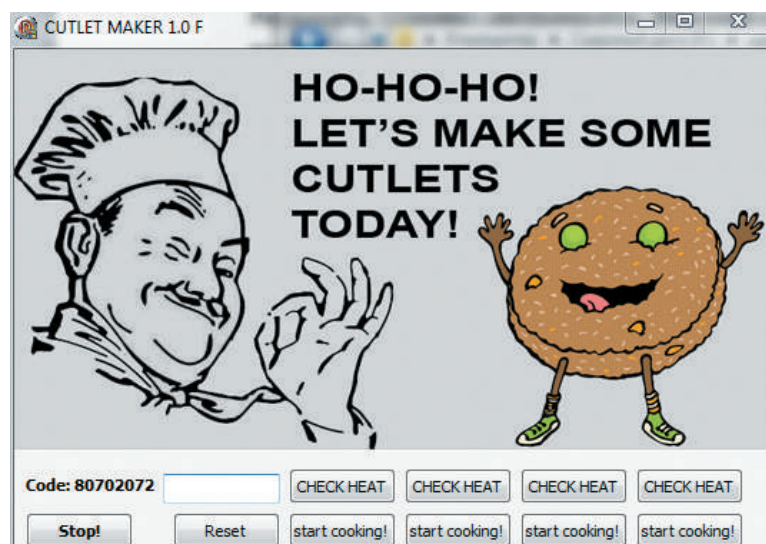 CUTLET MAKER 1.0 F
HO-HO-HO!
LET'S MAKE SOME
CUTLETS
TODAY!
Code: 80702072
CHECK HEAT
CHECK HEAT
CHECK HEAT
CHECK HEAT
Stop!
Reset
start cooking!
start cooking!
start cooking!
start cooking!